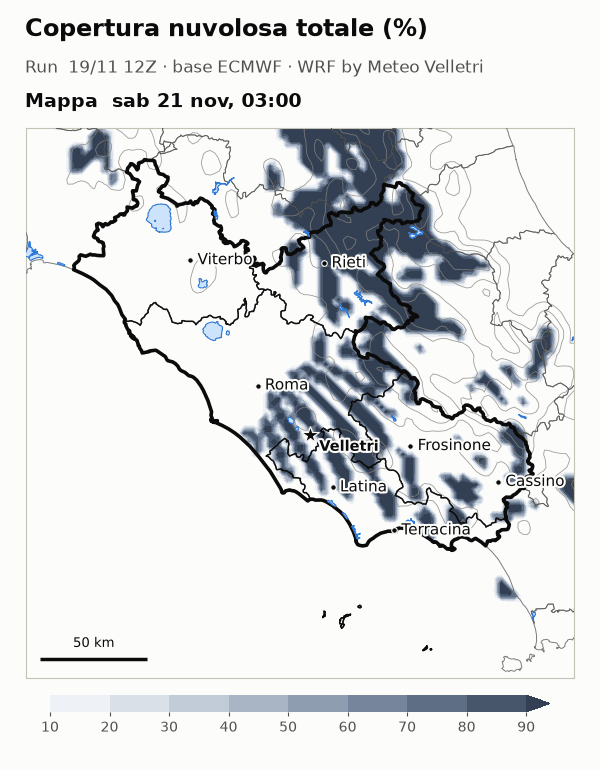 Copertura nuvolosa totale (%)
Run  19/11 12Z · base ECMWF · WRF by Meteo Velletri
Mappa  sab 21 nov, 03:00
Viterbo
Rieti
Roma
Velletri
Frosinone
Latina
Cassino
Terracina
50 km
10 20 30 40 50 60 70 80 90